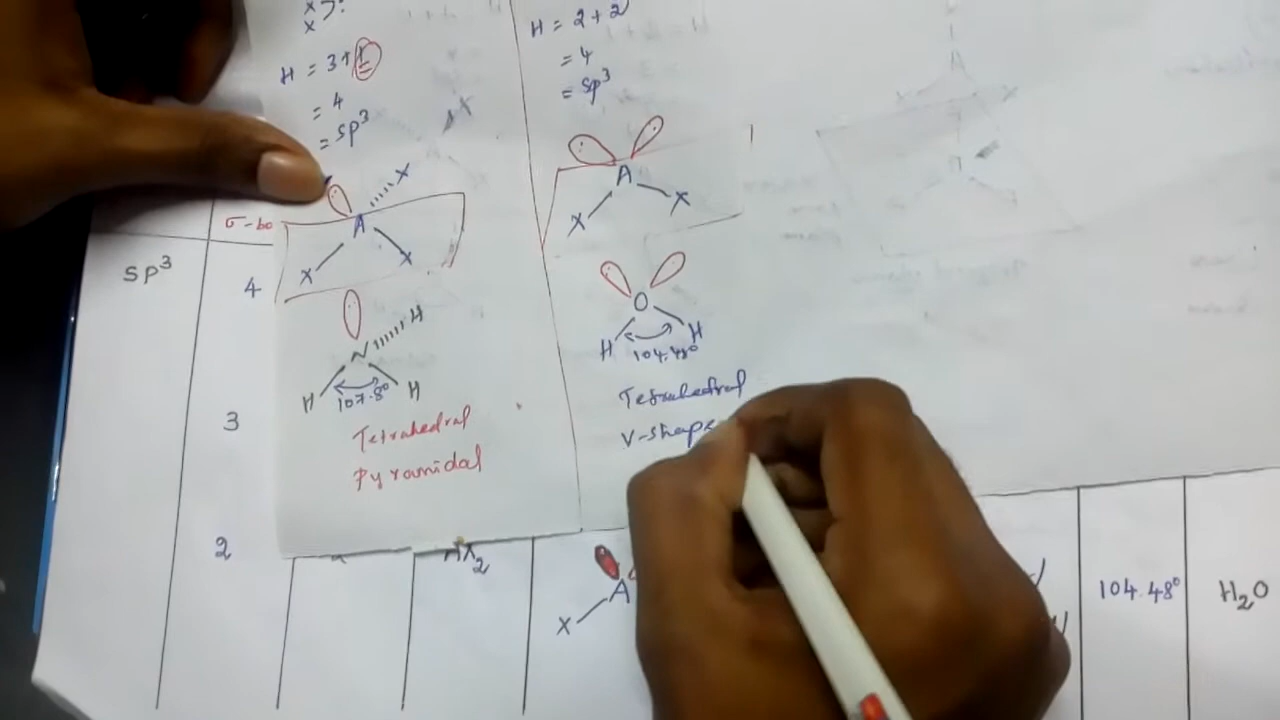 x
x
H = 3+1
= 4
= sp³
A
X
X
X
N
H
H
H
107.8°
Tetrahedral
Pyramidal
H = 2+2
= 4
= sp³
A
X
X
O
H
H
104.48°
Tetrahedral
V-shape
σ-bo
sp³
4
3
2
AX₂
A
X
104.48°
H₂O